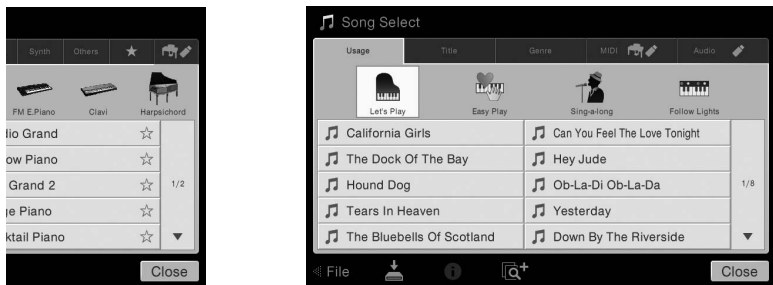 Synth Others
FM E.Piano Clavi Harpsichord
dio Grand
ow Piano
Grand 2
1/2
ge Piano
ktail Piano
Close
Song Select
Usage Title Genre MIDI Audio
Let's Play Easy Play Sing-a-long Follow Lights
California Girls Can You Feel The Love Tonight
The Dock Of The Bay Hey Jude
Hound Dog Ob-La-Di Ob-La-Da
1/8
Tears In Heaven Yesterday
The Bluebells Of Scotland Down By The Riverside
File Close